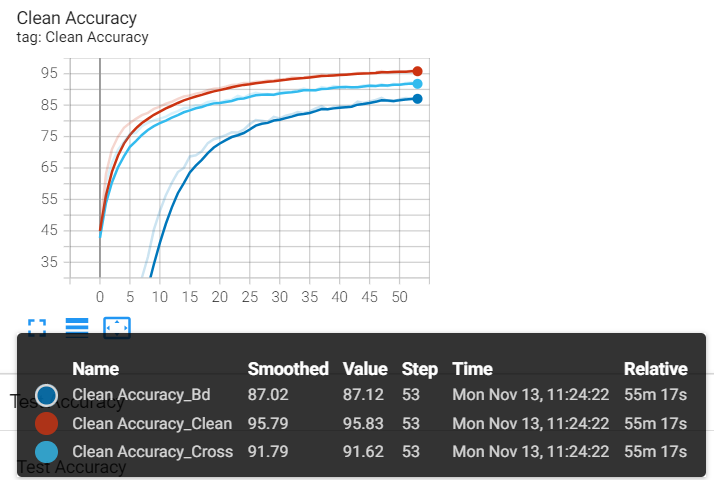 Clean Accuracy
tag: Clean Accuracy
95
85
75
65
55
45
35
0 5 10 15 20 25 30 35 40 45 50
Name Smoothed Value Step Time Relative
Clean Accuracy_Bd 87.02 87.12 53 Mon Nov 13, 11:24:22 55m 17s
Test Accuracy
Clean Accuracy_Clean 95.79 95.83 53 Mon Nov 13, 11:24:22 55m 17s
Clean Accuracy_Cross 91.79 91.62 53 Mon Nov 13, 11:24:22 55m 17s
Test Accuracy